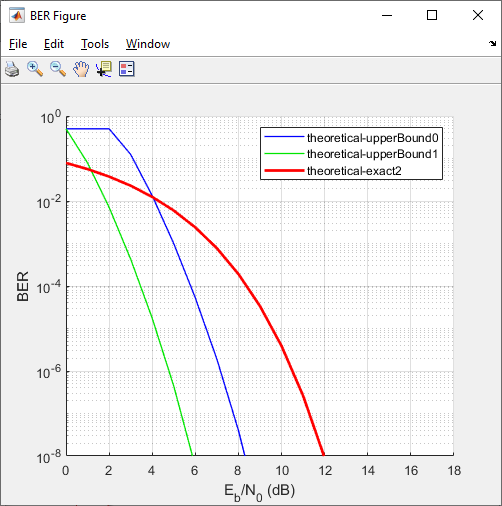 BER Figure
File Edit Tools Window
10^0
10^-2
10^-4
10^-6
10^-8
BER
theoretical-upperBound0
theoretical-upperBound1
theoretical-exact2
0 2 4 6 8 10 12 14 16 18
E_b/N_0 (dB)